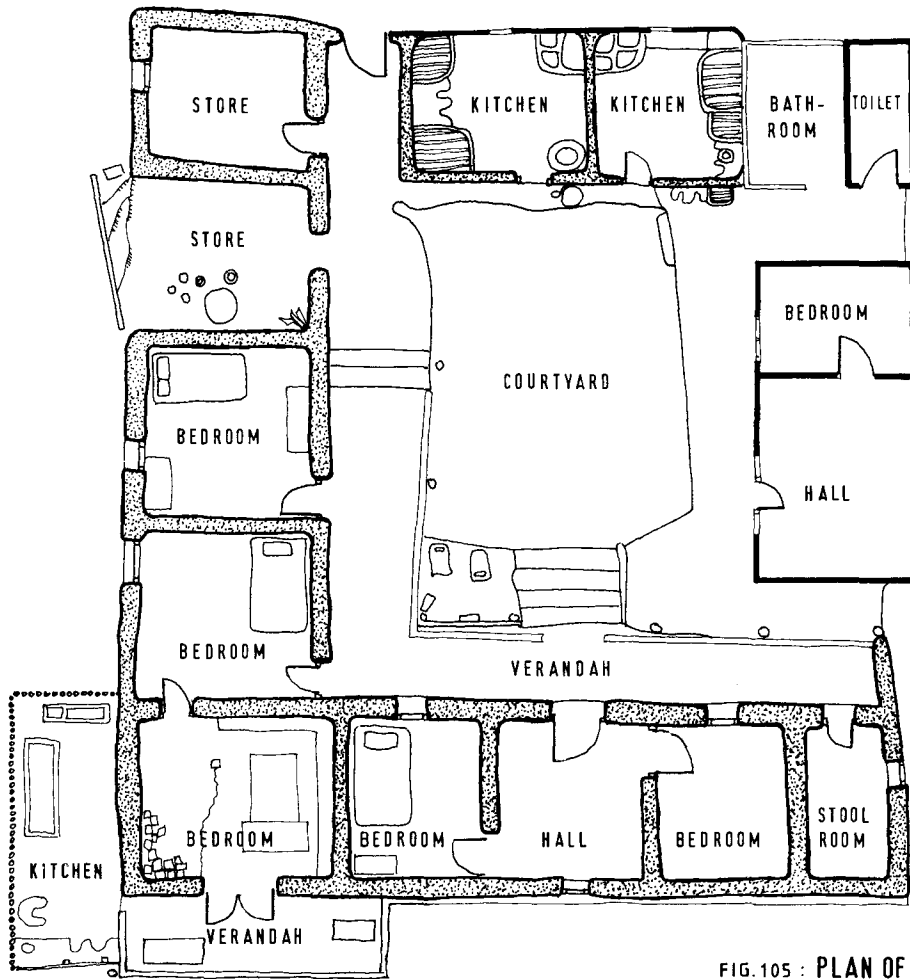 STORE
KITCHEN
KITCHEN
BATH-
ROOM
TOILET
STORE
BEDROOM
COURTYARD
BEDROOM
HALL
BEDROOM
VERANDAH
BEDROOM
BEDROOM
HALL
BEDROOM
STOOL
ROOM
KITCHEN
VERANDAH
FIG.105 : PLAN OF